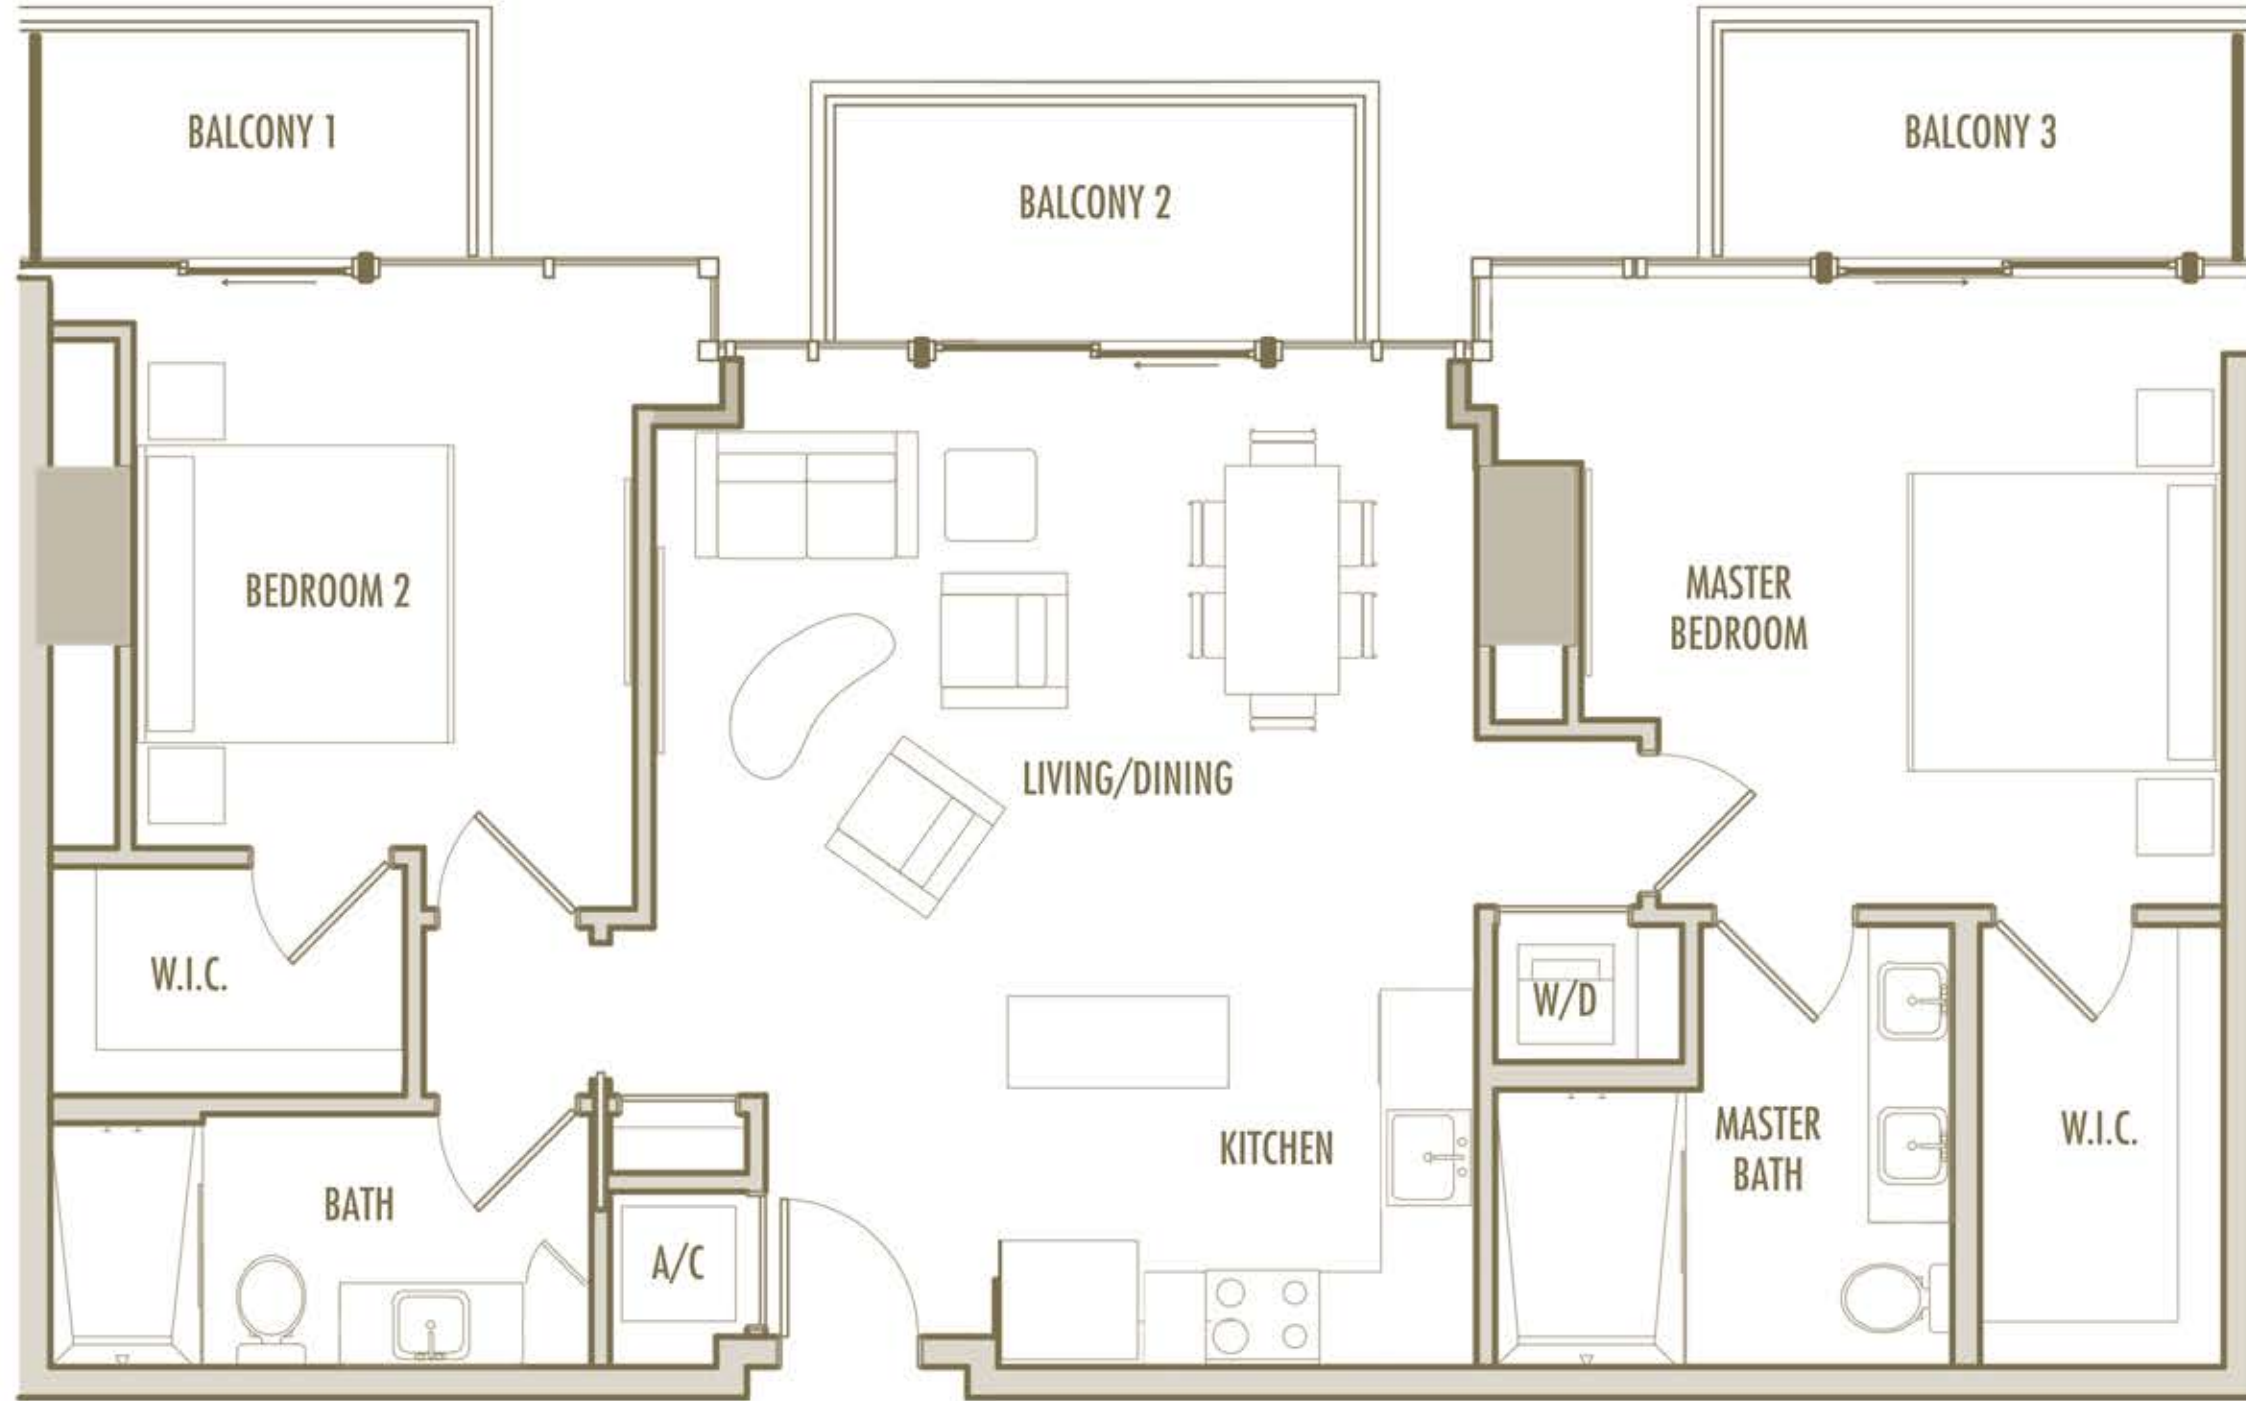 BALCONY 1
BALCONY 2
BALCONY 3
BEDROOM 2
MASTER
BEDROOM
LIVING/DINING
W.I.C.
W/D
KITCHEN
MASTER
BATH
W.I.C.
BATH
A/C